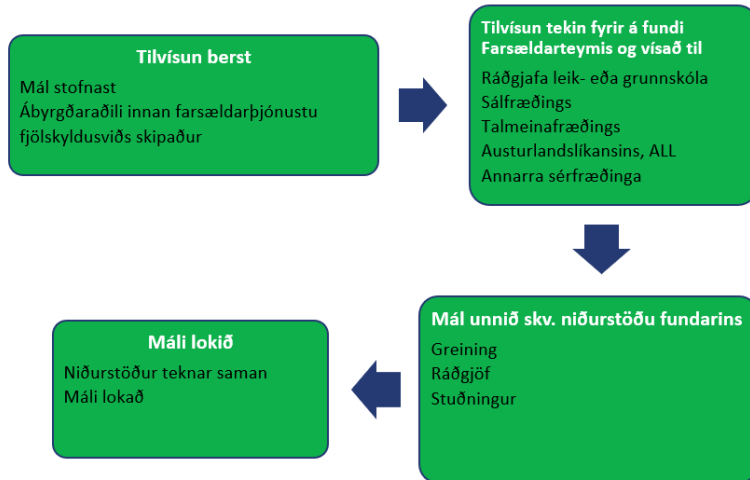 Tilvísun berst
Mál stofnast
Ábyrgðaraðili innan farsældarþjónustu
fjölskyldusviðs skipaður
Tilvísun tekin fyrir á fundi
Farsældarteymis og vísað til
Ráðgjafa leik- eða grunnskóla
Sálfræðings
Talmeinafræðings
Austurlandslíkansins, ALL
Annarra sérfræðinga
Mál unnið skv. niðurstöðu fundarins
Greining
Ráðgjöf
Stuðningur
Máli lokið
Niðurstöður teknar saman
Máli lokað